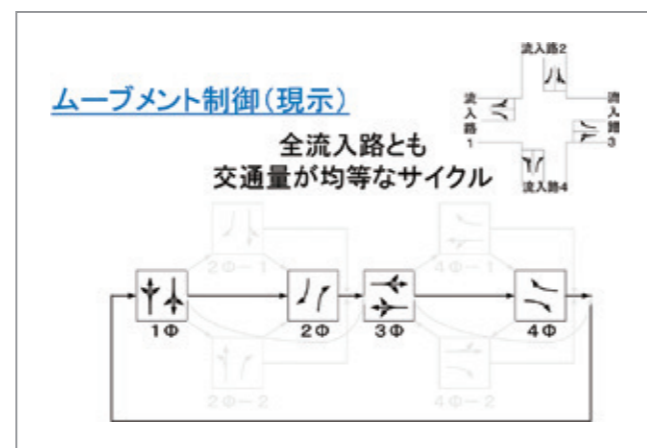 流入路2
ムーブメント制御(現示)
流入路1
流入路3
全流入路とも
交通量が均等なサイクル
流入路4
2Φ－1
4Φ－1
1Φ
2Φ
3Φ
4Φ
2Φ－2
4Φ－2